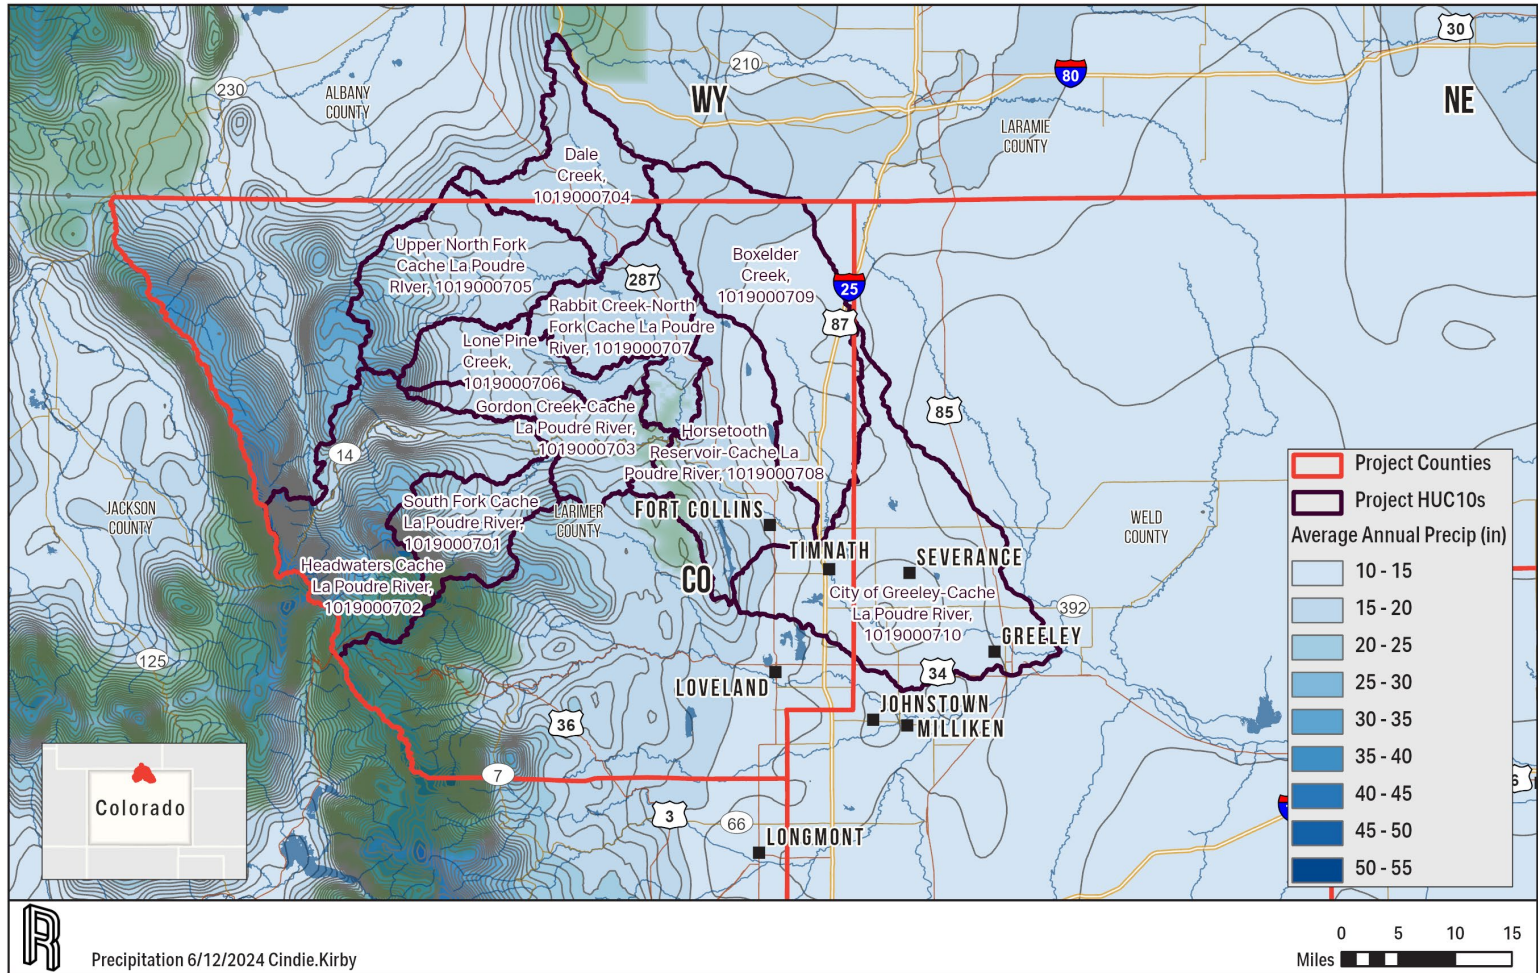 30
80
210
230
ALBANY
COUNTY
WY
NE
LARAMIE
COUNTY
Dale
Creek,
1019000704
Upper North Fork
Cache La Poudre
RIver, 1019000705
287
Boxelder
Creek,
1019000709
25
87
Rabbit Creek-North
Fork Cache La Poudre
River, 1019000707
Lone Pine
Creek,
1019000706
Gordon Creek-Cache
La Poudre River,
1019000703
85
Horsetooth
Reservoir-Cache La
Poudre River, 1019000708
14
JACKSON
COUNTY
South Fork Cache
La Poudre River,
1019000701
LARIMER
COUNTY
FORT COLLINS
WELD
COUNTY
TIMNATH
SEVERANCE
Headwaters Cache
La Poudre River,
1019000702
CO
City of Greeley-Cache
La Poudre River,
1019000710
392
GREELEY
125
34
LOVELAND
JOHNSTOWN
MILLIKEN
36
7
3
66
LONGMONT
Colorado
Project Counties
Project HUC10s
Average Annual Precip (in)
10 - 15
15 - 20
20 - 25
25 - 30
30 - 35
35 - 40
40 - 45
45 - 50
50 - 55
6
R
Precipitation 6/12/2024 Cindie.Kirby
0 5 10 15
Miles